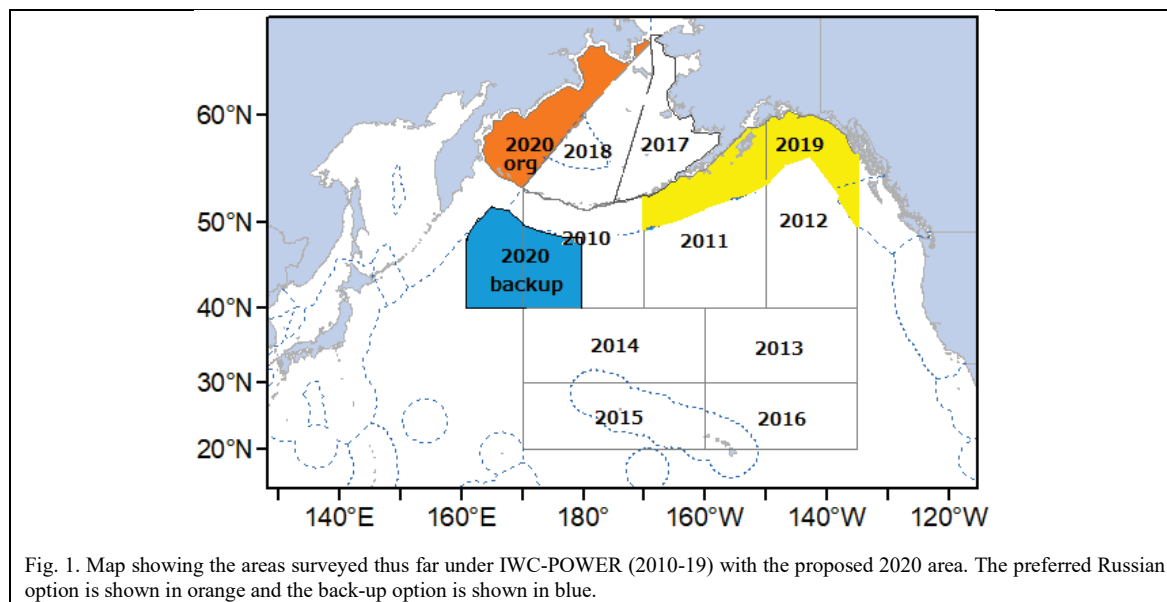 60°N
50°N
40°N
30°N
20°N
2020
org
2018
2017
2019
2010
2011
2012
2020
backup
2014
2013
2015
2016
140°E
160°E
180°
160°W
140°W
120°W
Fig. 1. Map showing the areas surveyed thus far under IWC-POWER (2010-19) with the proposed 2020 area. The preferred Russian
option is shown in orange and the back-up option is shown in blue.